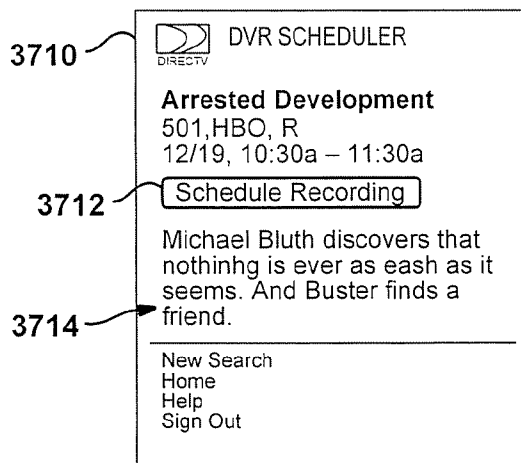 3710
DVR SCHEDULER
DIRECTV
Arrested Development
501,HBO, R
12/19, 10:30a – 11:30a
3712
Schedule Recording
Michael Bluth discovers that
nothinhg is ever as eash as it
seems. And Buster finds a
3714
friend.
New Search
Home
Help
Sign Out